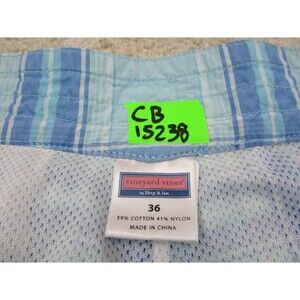 CB
15238
vineyard vines®
by Shep & Ian
36
59% COTTON 41% NYLON
MADE IN CHINA